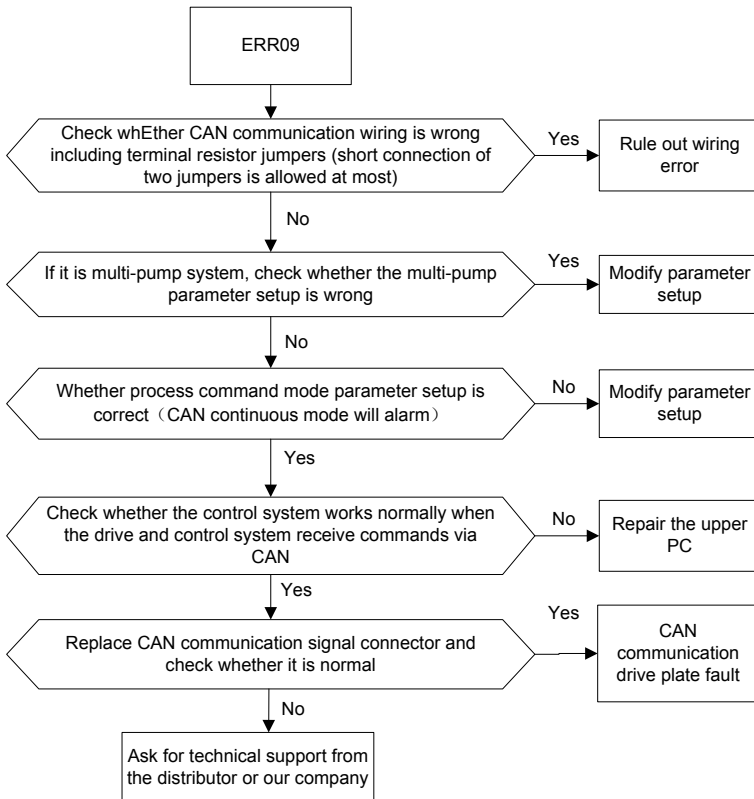 ERR09
Check whEther CAN communication wiring is wrong
including terminal resistor jumpers (short connection of
two jumpers is allowed at most)
Yes
Rule out wiring
error
No
If it is multi-pump system, check whether the multi-pump
parameter setup is wrong
Yes
Modify parameter
setup
No
Whether process command mode parameter setup is
correct（CAN continuous mode will alarm）
No
Modify parameter
setup
Yes
Check whether the control system works normally when
the drive and control system receive commands via
CAN
No
Repair the upper
PC
Yes
Replace CAN communication signal connector and
check whether it is normal
Yes
CAN
communication
drive plate fault
No
Ask for technical support from
the distributor or our company